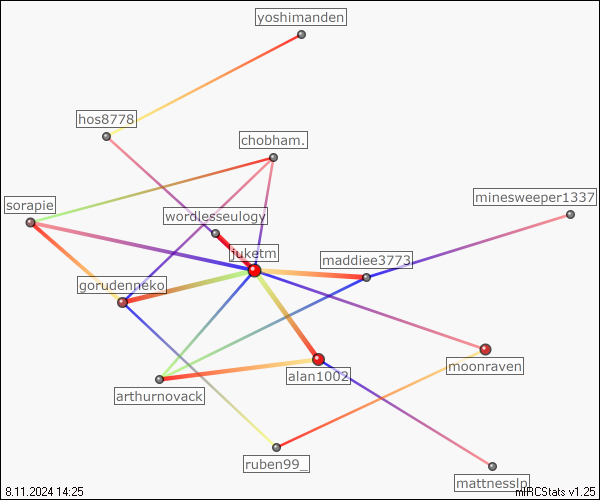 yoshimanden
hos8778
chobham.
sorapie
minesweeper1337
wordlesseulogy
juketm
maddiee3773
gorudenneko
moonraven
alan1002
arthurnovack
ruben99_
mattnesslp
8.11.2024 14:25
mIRCStats v1.25